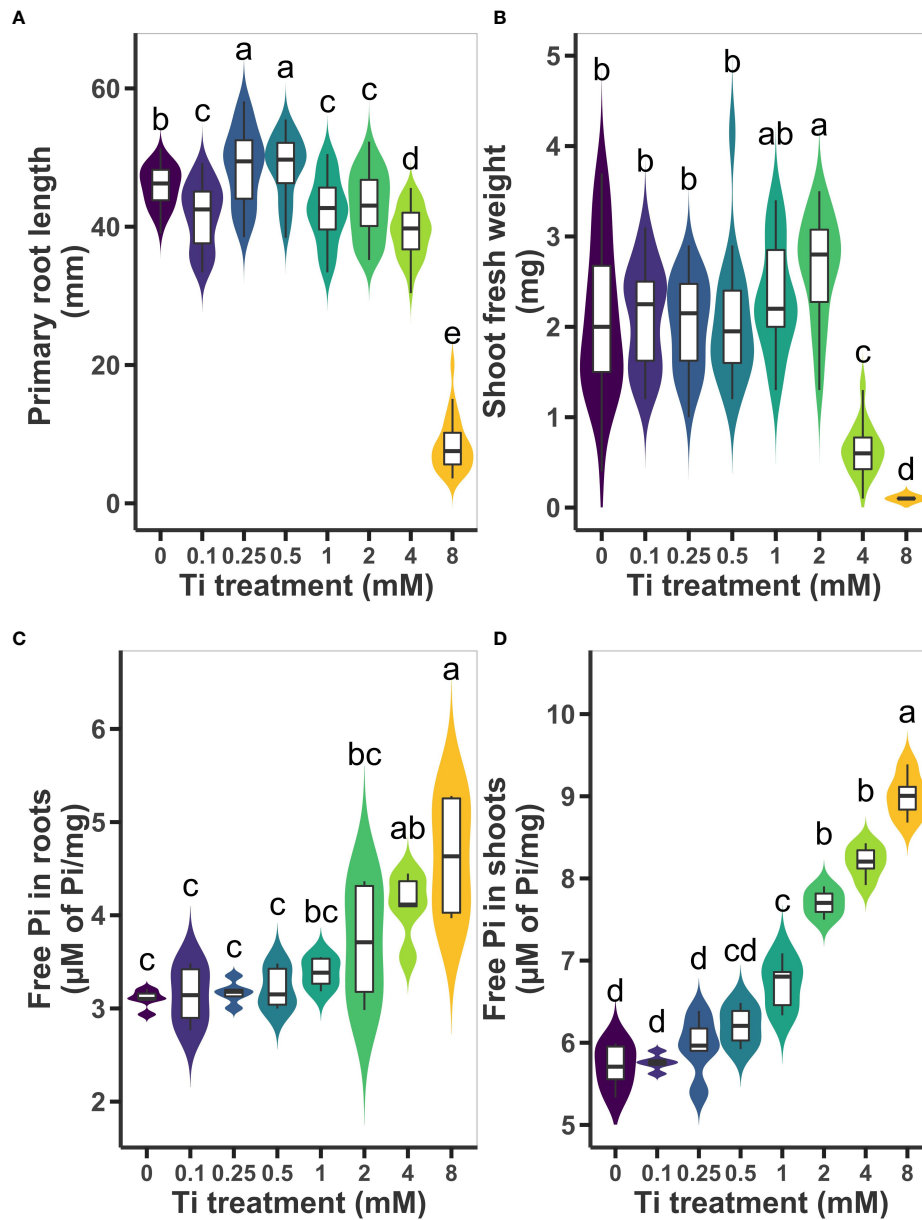 A
Primary root length
(mm)
60
40
20
0
b
c
a
a
c
c
d
e
0 0.1 0.25 0.5 1 2 4 8
Ti treatment (mM)
B
Shoot fresh weight
(mg)
5
4
3
2
1
0
b
b
b
b
ab
a
c
d
0 0.1 0.25 0.5 1 2 4 8
Ti treatment (mM)
C
Free Pi in roots
(µM of Pi/mg)
6
5
4
3
2
c
c
c
c
bc
bc
ab
a
0 0.1 0.25 0.5 1 2 4 8
Ti treatment (mM)
D
Free Pi in shoots
(µM of Pi/mg)
10
9
8
7
6
5
d
d
d
cd
c
b
b
a
0 0.1 0.25 0.5 1 2 4 8
Ti treatment (mM)